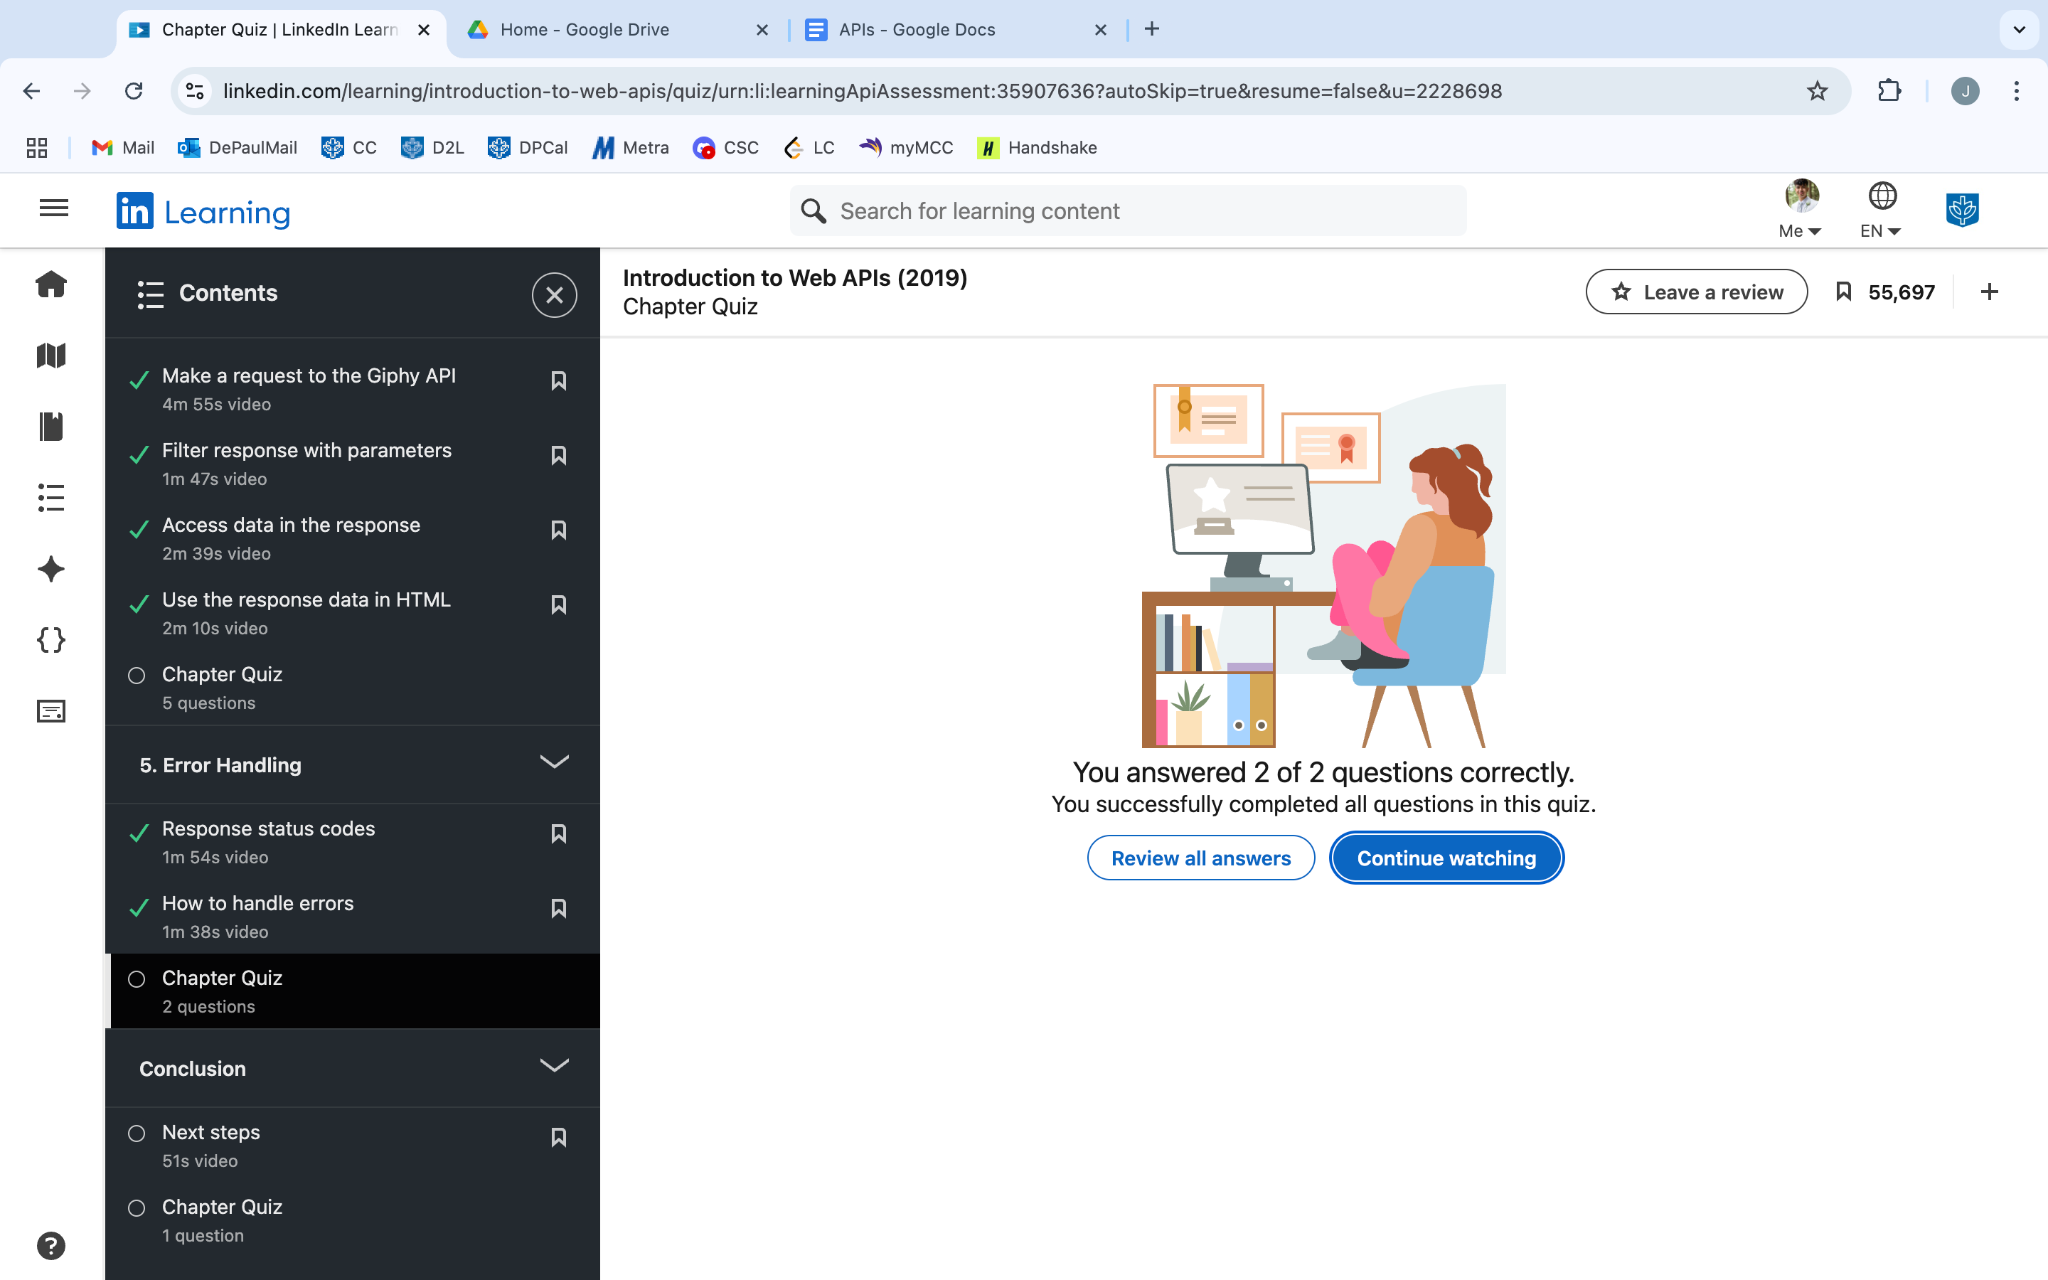 Chapter Quiz | LinkedIn Learn
Home - Google Drive
APIs - Google Docs
linkedin.com/learning/introduction-to-web-apis/quiz/urn:li:learningApiAssessment:35907636?autoSkip=true&resume=false&u=2228698
J
Mail
DePaulMail
CC
D2L
DPCal
Metra
CSC
LC
myMCC
Handshake
in Learning
Search for learning content
Me
EN
Contents
Introduction to Web APIs (2019)
Chapter Quiz
Leave a review
55,697
Make a request to the Giphy API
4m 55s video
Filter response with parameters
1m 47s video
Access data in the response
2m 39s video
Use the response data in HTML
2m 10s video
Chapter Quiz
5 questions
5. Error Handling
Response status codes
1m 54s video
How to handle errors
1m 38s video
Chapter Quiz
2 questions
Conclusion
Next steps
51s video
Chapter Quiz
1 question
You answered 2 of 2 questions correctly.
You successfully completed all questions in this quiz.
Review all answers
Continue watching